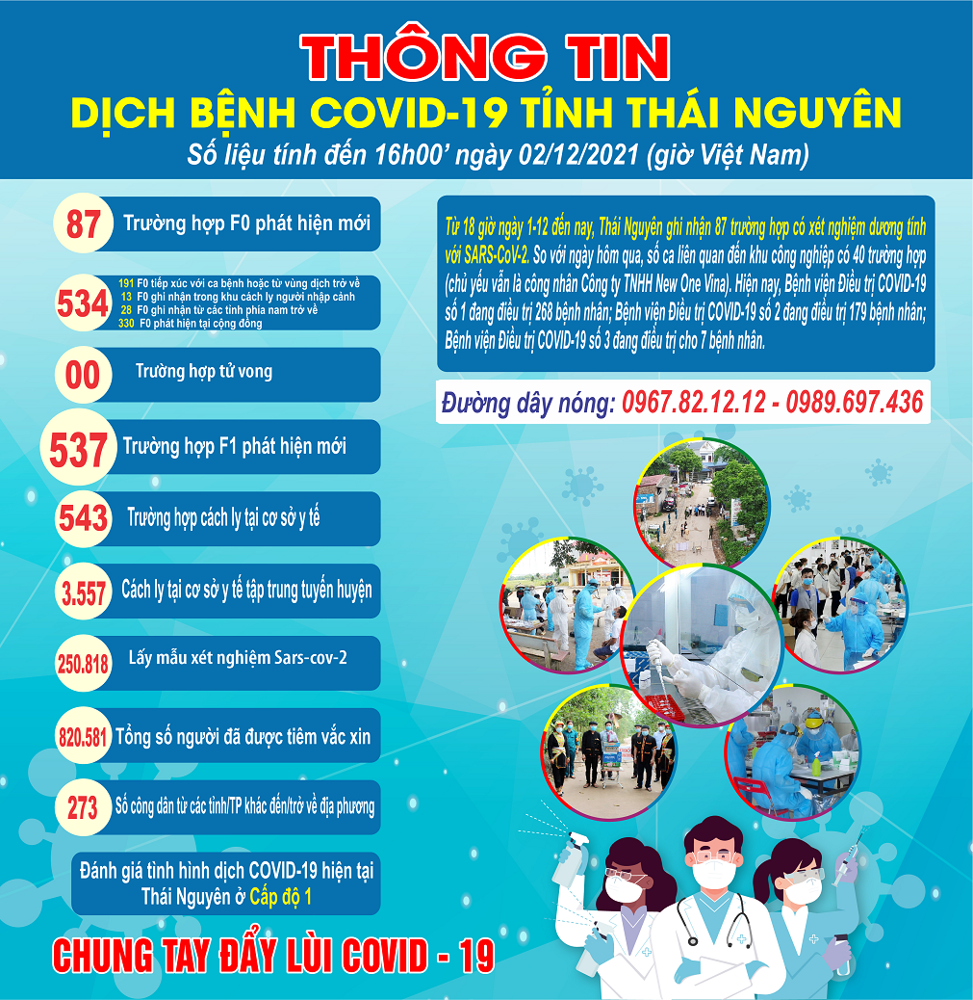 THÔNG TIN
DỊCH BỆNH COVID-19 TỈNH THÁI NGUYÊN
Số liệu tính đến 16h00' ngày 02/12/2021 (giờ Việt Nam)
87 Trường hợp F0 phát hiện mới
534
191 F0 tiếp xúc với ca bệnh hoặc từ vùng dịch trở về
13 F0 ghi nhận trong khu cách ly người nhập cảnh
28 F0 ghi nhận từ các tỉnh phía nam trở về
330 F0 phát hiện tại cộng đồng
00 Trường hợp tử vong
537 Trường hợp F1 phát hiện mới
543 Trường hợp cách ly tại cơ sở y tế
3.557 Cách ly tại cơ sở y tế tập trung tuyến huyện
250.818 Lấy mẫu xét nghiệm Sars-cov-2
820.581 Tổng số người đã được tiêm vắc xin
273 Số công dân từ các tỉnh/TP khác đến/trở về địa phương
Đánh giá tình hình dịch COVID-19 hiện tại
Thái Nguyên ở Cấp độ 1
CHUNG TAY ĐẨY LÙI COVID - 19
Từ 18 giờ ngày 1-12 đến nay, Thái Nguyên ghi nhận 87 trường hợp có xét nghiệm dương tính
với SARS-CoV-2. So với ngày hôm qua, số ca liên quan đến khu công nghiệp có 40 trường hợp
(chủ yếu vẫn là công nhân Công ty TNHH New One Vina). Hiện nay, Bệnh viện Điều trị COVID-19
số 1 đang điều trị 268 bệnh nhân; Bệnh viện Điều trị COVID-19 số 2 đang điều trị 179 bệnh nhân;
Bệnh viện Điều trị COVID-19 số 3 đang điều trị cho 7 bệnh nhân.
Đường dây nóng: 0967.82.12.12 - 0989.697.436